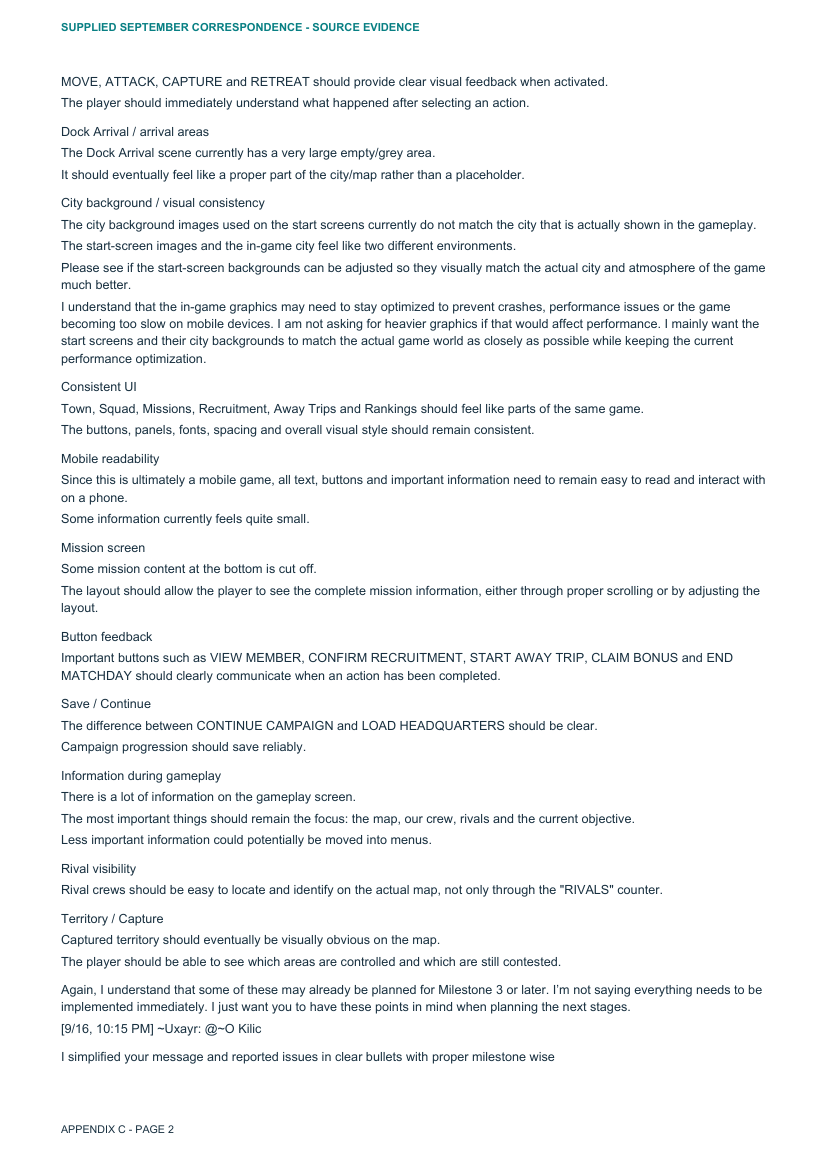 SUPPLIED SEPTEMBER CORRESPONDENCE - SOURCE EVIDENCE
MOVE, ATTACK, CAPTURE and RETREAT should provide clear visual feedback when activated.
The player should immediately understand what happened after selecting an action.
Dock Arrival / arrival areas
The Dock Arrival scene currently has a very large empty/grey area.
It should eventually feel like a proper part of the city/map rather than a placeholder.
City background / visual consistency
The city background images used on the start screens currently do not match the city that is actually shown in the gameplay.
The start-screen images and the in-game city feel like two different environments.
Please see if the start-screen backgrounds can be adjusted so they visually match the actual city and atmosphere of the game
much better.
I understand that the in-game graphics may need to stay optimized to prevent crashes, performance issues or the game
becoming too slow on mobile devices. I am not asking for heavier graphics if that would affect performance. I mainly want the
start screens and their city backgrounds to match the actual game world as closely as possible while keeping the current
performance optimization.
Consistent UI
Town, Squad, Missions, Recruitment, Away Trips and Rankings should feel like parts of the same game.
The buttons, panels, fonts, spacing and overall visual style should remain consistent.
Mobile readability
Since this is ultimately a mobile game, all text, buttons and important information need to remain easy to read and interact with
on a phone.
Some information currently feels quite small.
Mission screen
Some mission content at the bottom is cut off.
The layout should allow the player to see the complete mission information, either through proper scrolling or by adjusting the
layout.
Button feedback
Important buttons such as VIEW MEMBER, CONFIRM RECRUITMENT, START AWAY TRIP, CLAIM BONUS and END
MATCHDAY should clearly communicate when an action has been completed.
Save / Continue
The difference between CONTINUE CAMPAIGN and LOAD HEADQUARTERS should be clear.
Campaign progression should save reliably.
Information during gameplay
There is a lot of information on the gameplay screen.
The most important things should remain the focus: the map, our crew, rivals and the current objective.
Less important information could potentially be moved into menus.
Rival visibility
Rival crews should be easy to locate and identify on the actual map, not only through the "RIVALS" counter.
Territory / Capture
Captured territory should eventually be visually obvious on the map.
The player should be able to see which areas are controlled and which are still contested.
Again, I understand that some of these may already be planned for Milestone 3 or later. I'm not saying everything needs to be
implemented immediately. I just want you to have these points in mind when planning the next stages.
[9/16, 10:15 PM] ~Uxayr: @~O Kilic
I simplified your message and reported issues in clear bullets with proper milestone wise
APPENDIX C - PAGE 2